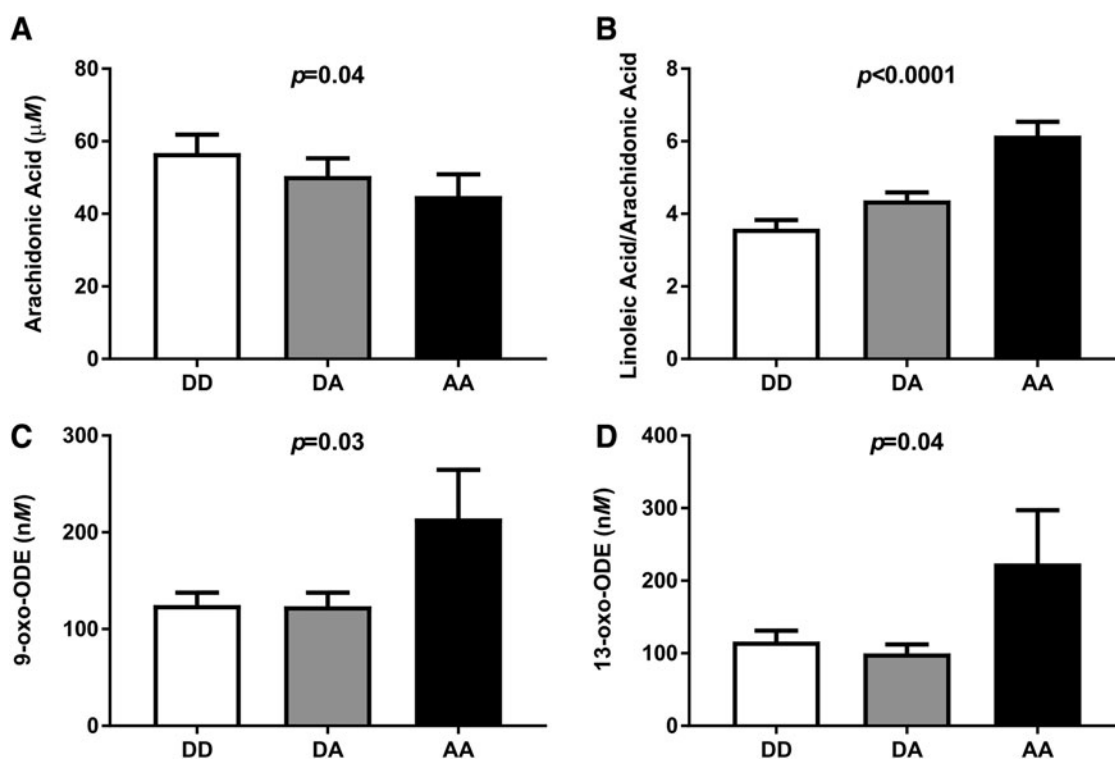 A
p=0.04
Arachidonic Acid (μM)
80
60
40
20
0
DD DA AA
B
p<0.0001
Linoleic Acid/Arachidonic Acid
8
6
4
2
0
DD DA AA
C
p=0.03
9-oxo-ODE (nM)
300
200
100
0
DD DA AA
D
p=0.04
13-oxo-ODE (nM)
400
300
200
100
0
DD DA AA